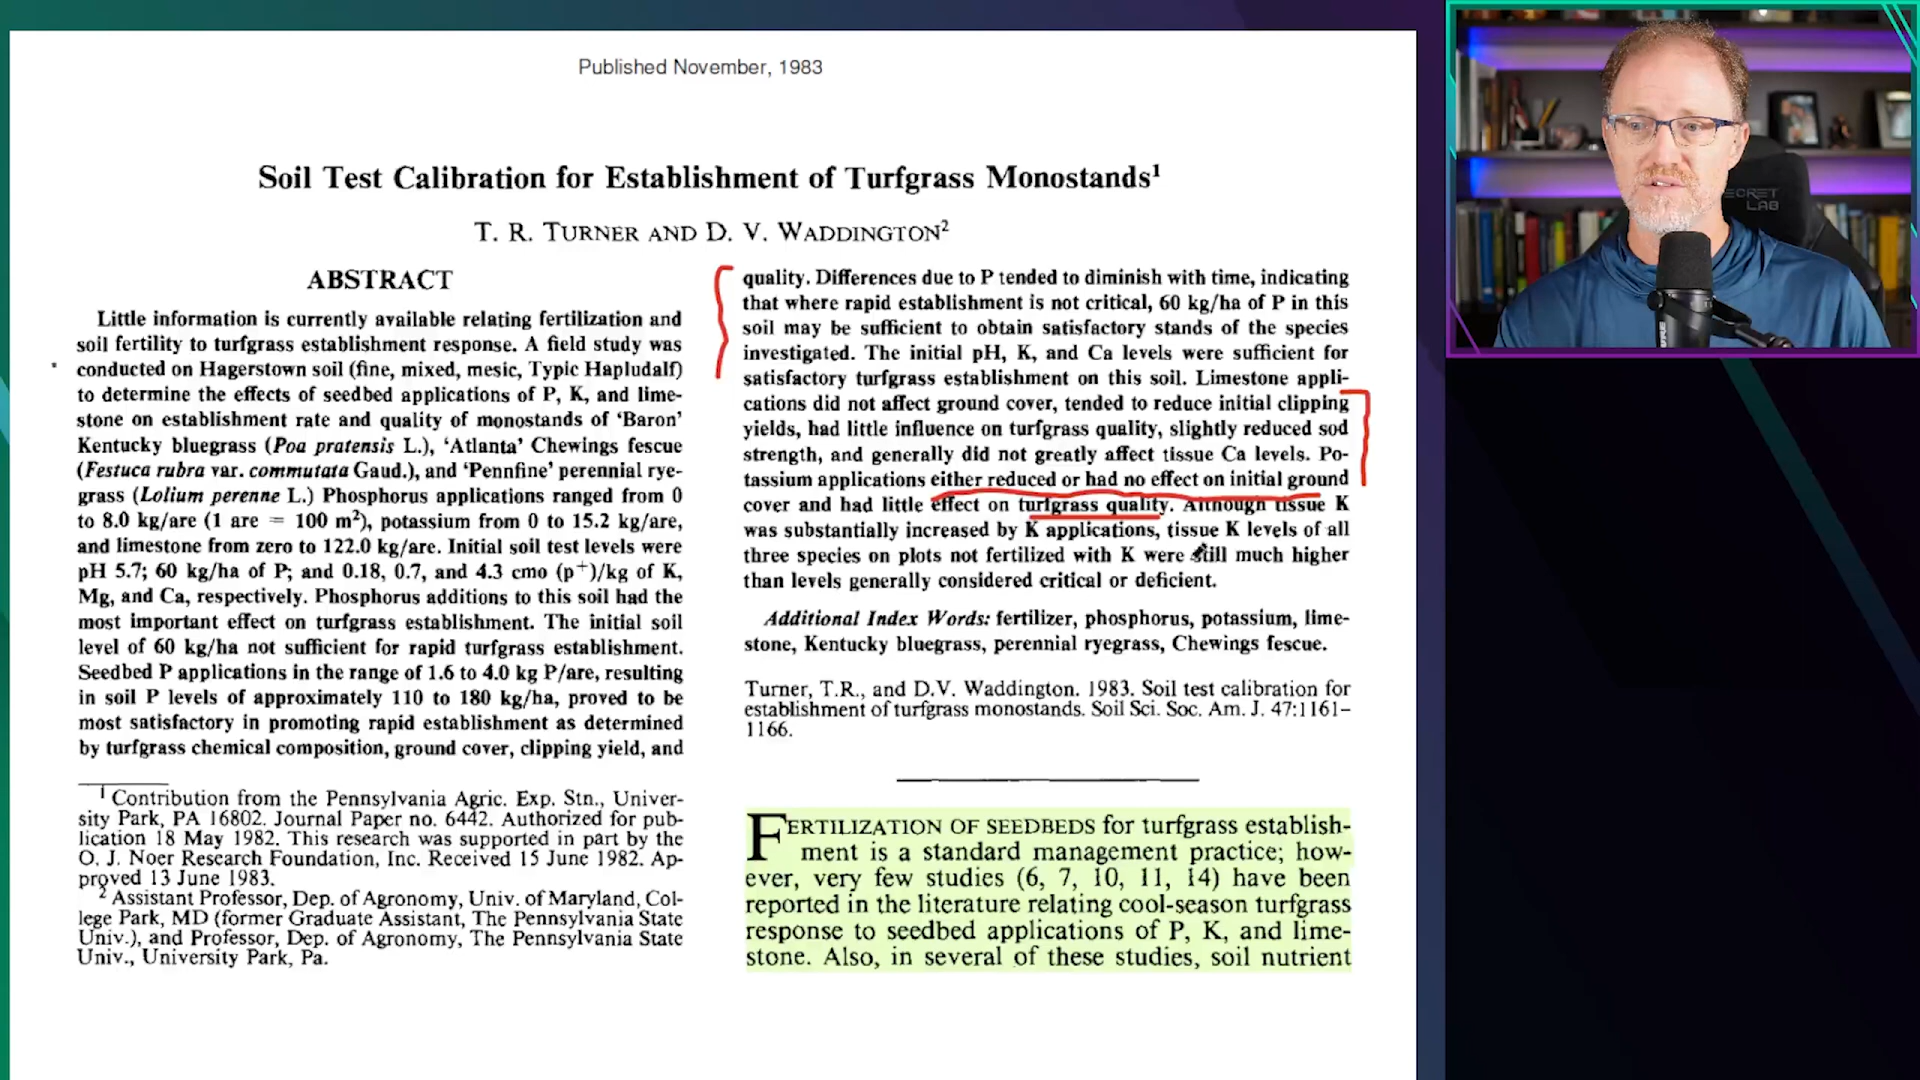 Published November, 1983
Soil Test Calibration for Establishment of Turfgrass Monostands¹
T. R. TURNER AND D. V. WADDINGTON²
ABSTRACT
Little information is currently available relating fertilization and
soil fertility to turfgrass establishment response. A field study was
conducted on Hagerstown soil (fine, mixed, mesic, Typic Hapludalf)
to determine the effects of seedbed applications of P, K, and lime-
stone on establishment rate and quality of monostands of ‘Baron’
Kentucky bluegrass (Poa pratensis L.), ‘Atlanta’ Chewings fescue
(Festuca rubra var. commutata Gaud.), and ‘Pennfine’ perennial rye-
grass (Lolium perenne L.) Phosphorus applications ranged from 0
to 8.0 kg/are (1 are = 100 m²), potassium from 0 to 15.2 kg/are,
and limestone from zero to 122.0 kg/are. Initial soil test levels were
pH 5.7; 60 kg/ha of P; and 0.18, 0.7, and 4.3 cmo (p⁺)/kg of K,
Mg, and Ca, respectively. Phosphorus additions to this soil had the
most important effect on turfgrass establishment. The initial soil
level of 60 kg/ha not sufficient for rapid turfgrass establishment.
Seedbed P applications in the range of 1.6 to 4.0 kg P/are, resulting
in soil P levels of approximately 110 to 180 kg/ha, proved to be
most satisfactory in promoting rapid establishment as determined
by turfgrass chemical composition, ground cover, clipping yield, and
¹ Contribution from the Pennsylvania Agric. Exp. Stn., Univer-
sity Park, PA 16802. Journal Paper no. 6442. Authorized for pub-
lication 18 May 1982. This research was supported in part by the
O. J. Noer Research Foundation, Inc. Received 15 June 1982. Ap-
proved 13 June 1983.
² Assistant Professor, Dep. of Agronomy, Univ. of Maryland, Col-
lege Park, MD (former Graduate Assistant, The Pennsylvania State
Univ.), and Professor, Dep. of Agronomy, The Pennsylvania State
Univ., University Park, Pa.
quality. Differences due to P tended to diminish with time, indicating
that where rapid establishment is not critical, 60 kg/ha of P in this
soil may be sufficient to obtain satisfactory stands of the species
investigated. The initial pH, K, and Ca levels were sufficient for
satisfactory turfgrass establishment on this soil. Limestone appli-
cations did not affect ground cover, tended to reduce initial clipping
yields, had little influence on turfgrass quality, slightly reduced sod
strength, and generally did not greatly affect tissue Ca levels. Po-
tassium applications either reduced or had no effect on initial ground
cover and had little effect on turfgrass quality. Although tissue K
was substantially increased by K applications, tissue K levels of all
three species on plots not fertilized with K were still much higher
than levels generally considered critical or deficient.
Additional Index Words: fertilizer, phosphorus, potassium, lime-
stone, Kentucky bluegrass, perennial ryegrass, Chewings fescue.
Turner, T.R., and D.V. Waddington. 1983. Soil test calibration for
establishment of turfgrass monostands. Soil Sci. Soc. Am. J. 47:1161–
1166.
FERTILIZATION OF SEEDBEDS for turfgrass establish-
ment is a standard management practice; how-
ever, very few studies (6, 7, 10, 11, 14) have been
reported in the literature relating cool-season turfgrass
response to seedbed applications of P, K, and lime-
stone. Also, in several of these studies, soil nutrient
SECRET
LAB